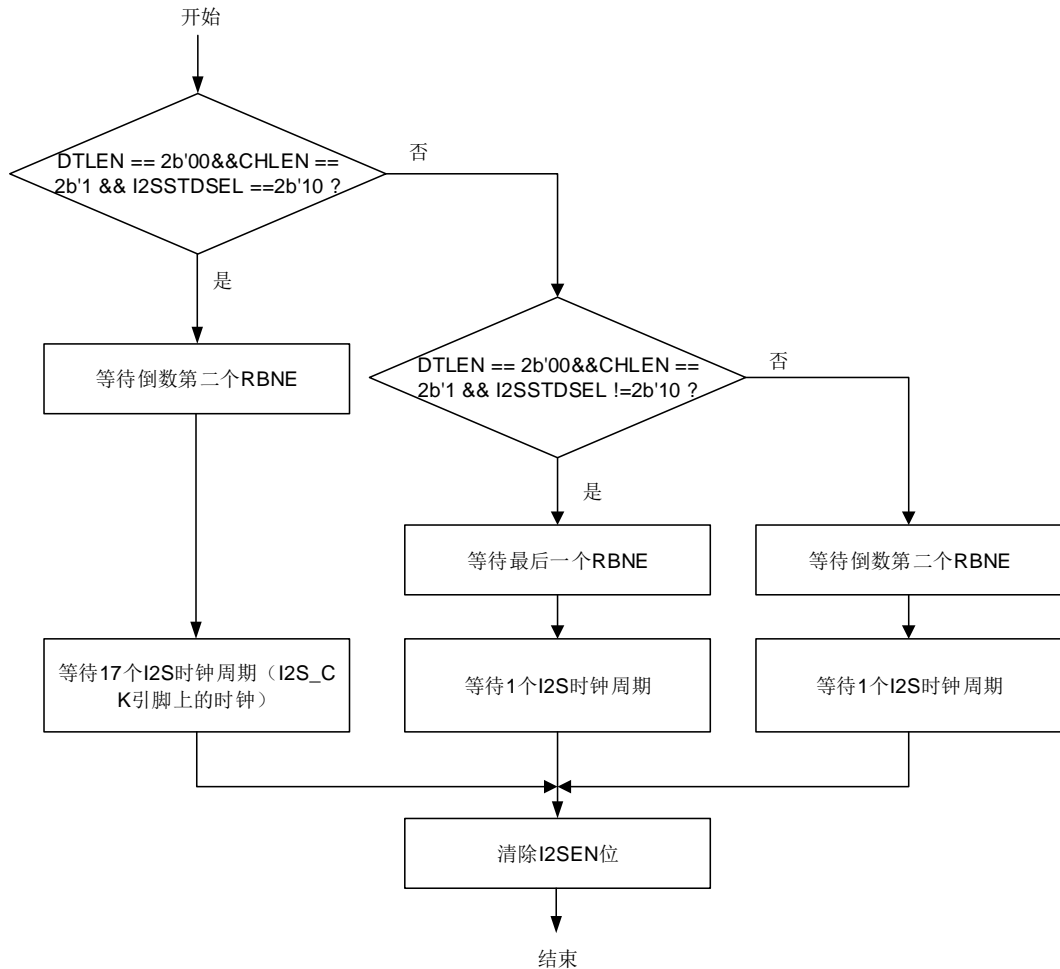 开始
DTLEN == 2b'00&&CHLEN ==
2b'1 && I2SSTDSEL ==2b'10 ?
否
是
DTLEN == 2b'00&&CHLEN ==
2b'1 && I2SSTDSEL !=2b'10 ?
否
等待倒数第二个RBNE
是
等待最后一个RBNE
等待倒数第二个RBNE
等待17个I2S时钟周期（I2S_C
K引脚上的时钟）
等待1个I2S时钟周期
等待1个I2S时钟周期
清除I2SEN位
结束